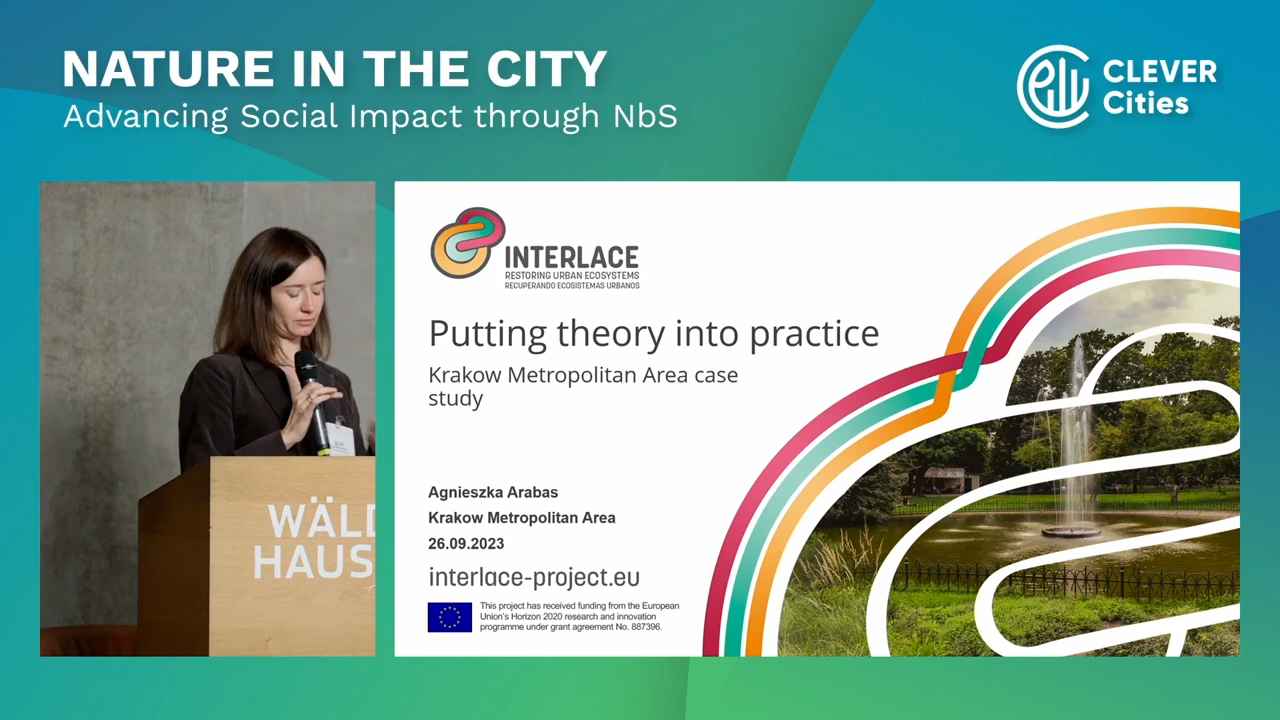 NATURE IN THE CITY
Advancing Social Impact through NbS
CLEVER
Cities
INTERLACE
RESTORING URBAN ECOSYSTEMS
RECUPERANDO ECOSISTEMAS URBANOS
Putting theory into practice
Krakow Metropolitan Area case
study
Agnieszka Arabas
Krakow Metropolitan Area
26.09.2023
interlace-project.eu
This project has received funding from the European
Union's Horizon 2020 research and innovation
programme under grant agreement No. 887396.
WÄLD
HAUS